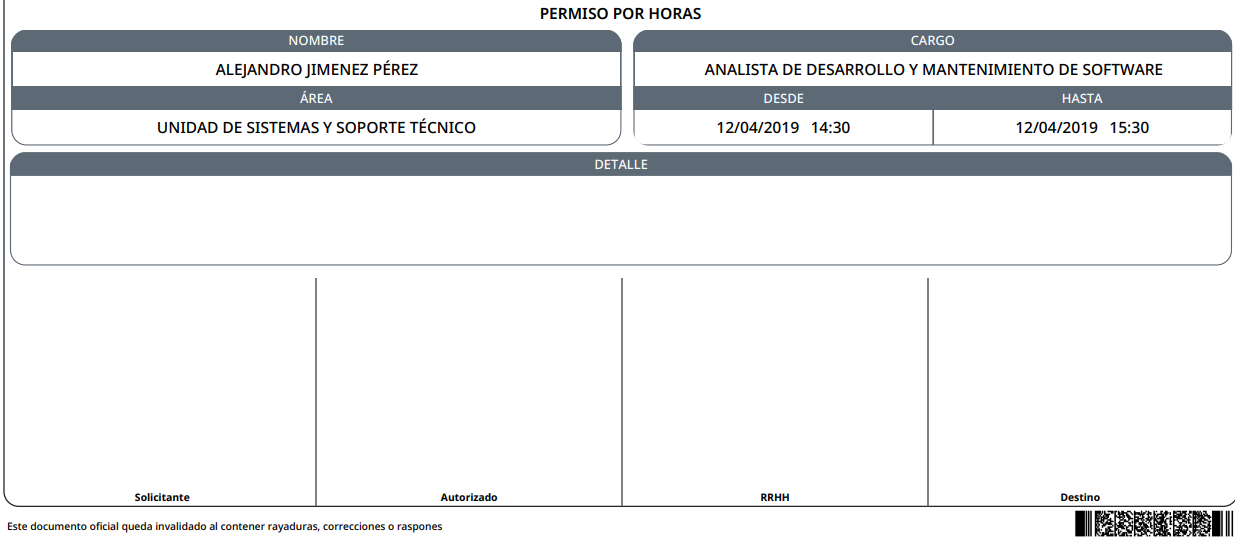 PERMISO POR HORAS
NOMBRE
ALEJANDRO JIMENEZ PÉREZ
ÁREA
UNIDAD DE SISTEMAS Y SOPORTE TÉCNICO
CARGO
ANALISTA DE DESARROLLO Y MANTENIMIENTO DE SOFTWARE
DESDE HASTA
12/04/2019 14:30 12/04/2019 15:30
DETALLE
Solicitante Autorizado RRHH Destino
Este documento oficial queda invalidado al contener rayaduras, correcciones o raspones